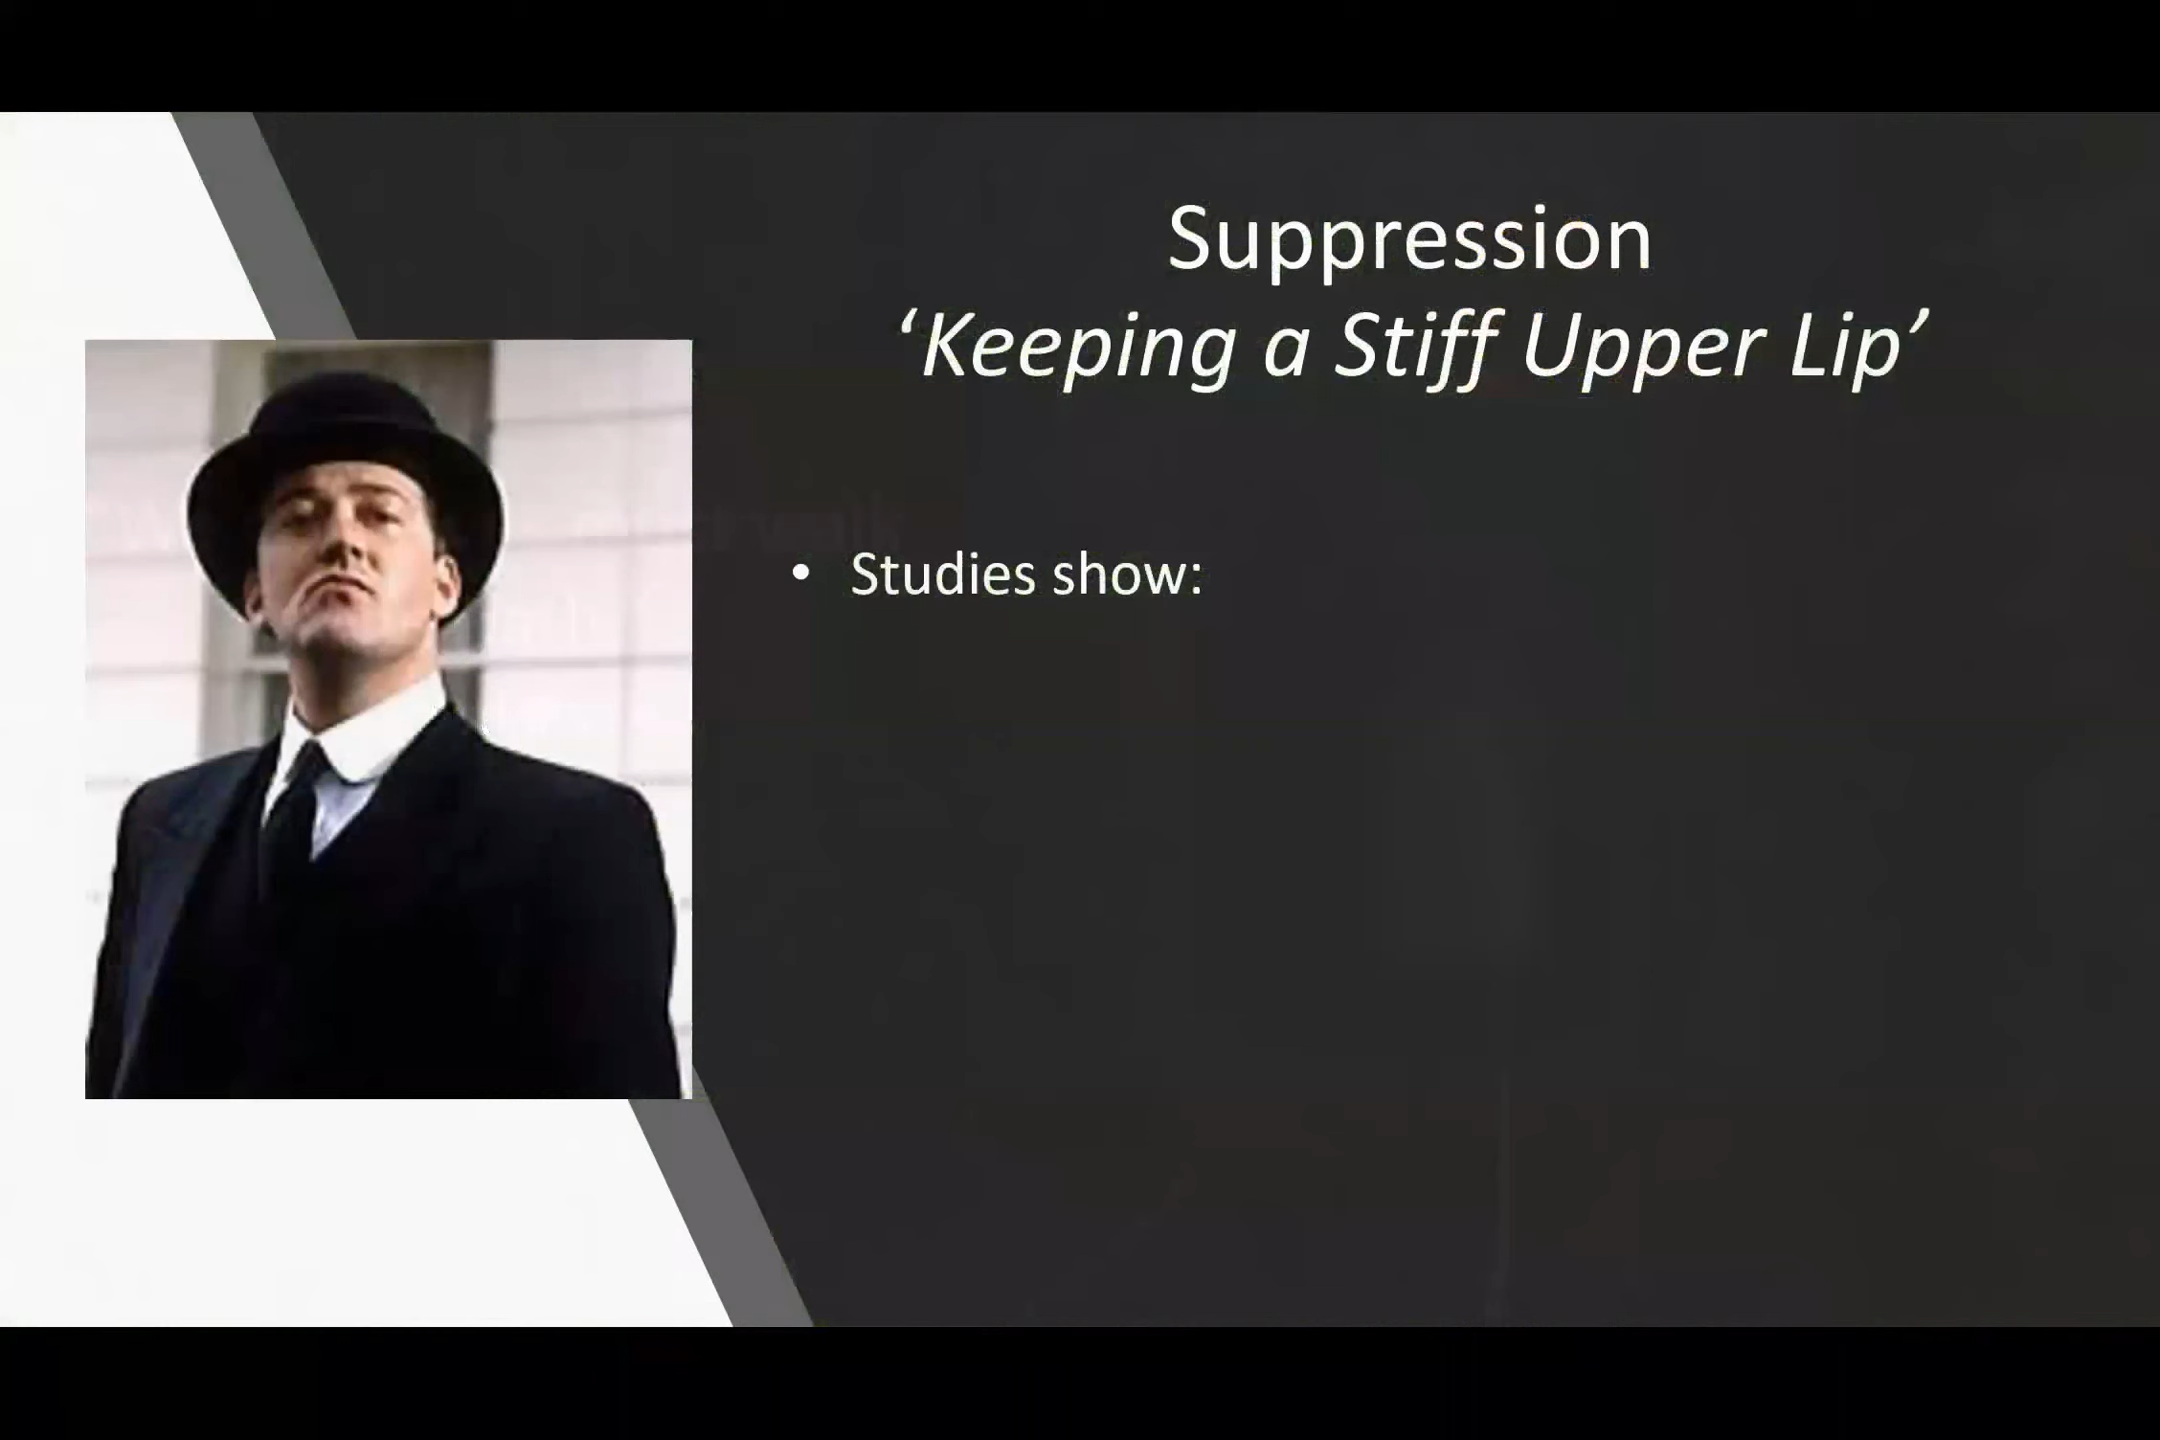 Suppression
‘Keeping a Stiff Upper Lip’
• Studies show: